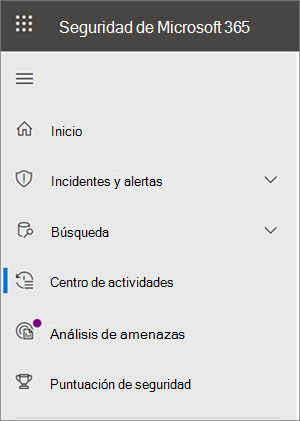 Seguridad de Microsoft 365
Inicio
Incidentes y alertas
Búsqueda
Centro de actividades
Análisis de amenazas
Puntuación de seguridad